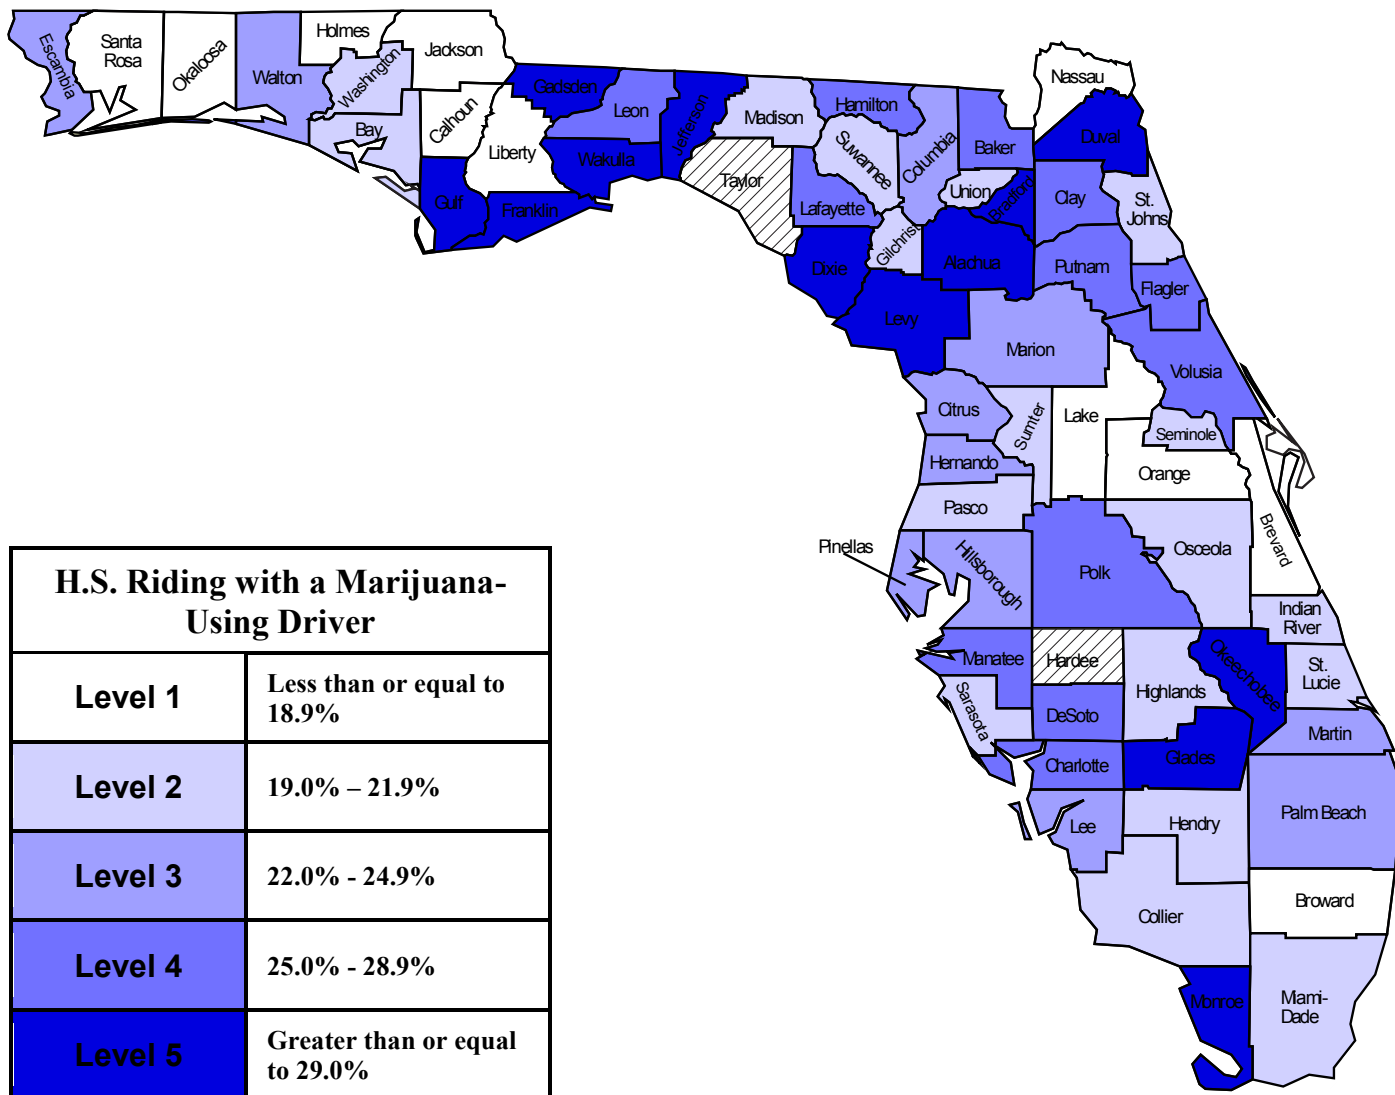 Escambia
Santa
Rosa
Okaloosa
Walton
Holmes
Washington
Jackson
Bay
Calhoun
Liberty
Gulf
Franklin
Gadsden
Leon
Wakulla
Jefferson
Madison
Taylor
Hamilton
Suwannee
Lafayette
Dixie
Columbia
Gilchrist
Baker
Union
Bradford
Alachua
Levy
Nassau
Duval
Clay
St.
Johns
Putnam
Flagler
Marion
Volusia
Citrus
Sumter
Lake
Seminole
Hernando
Orange
Pasco
Brevard
Pinellas
Hillsborough
Polk
Osceola
Indian
River
Manatee
Hardee
Highlands
Okeechobee
St.
Lucie
Sarasota
DeSoto
Martin
Charlotte
Glades
Lee
Hendry
Palm Beach
Collier
Broward
Monroe
Miami-
Dade
H.S. Riding with a Marijuana-
Using Driver
Level 1
Less than or equal to
18.9%
Level 2
19.0% – 21.9%
Level 3
22.0% - 24.9%
Level 4
25.0% - 28.9%
Level 5
Greater than or equal
to 29.0%